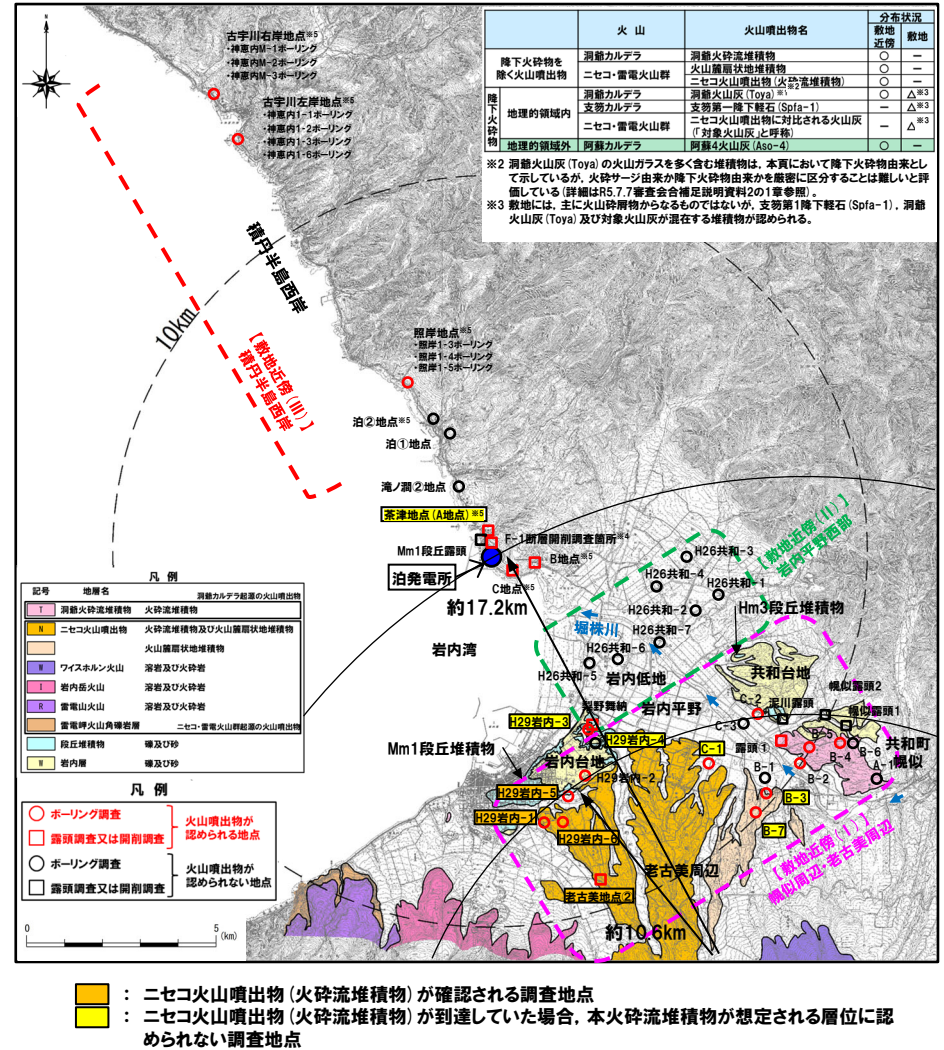 古宇川右岸地点※5
・神恵内M-1ボーリング
・神恵内M-2ボーリング
・神恵内M-3ボーリング
古宇川左岸地点※5
・神恵内1-1ボーリング
・神恵内1-2ボーリング
・神恵内1-3ボーリング
・神恵内1-6ボーリング
火山 火山噴出物名 分布状況
敷地近傍 敷地
降下火砕物を除く火山噴出物
洞爺カルデラ 洞爺火砕流堆積物 ○ −
ニセコ・雷電火山群 火山麓扇状地堆積物 ○ −
ニセコ火山噴出物(火砕流堆積物) ○ −
降下火砕物
地理的領域内
洞爺カルデラ 洞爺火山灰(Toya)※2 ○ △※3
支笏カルデラ 支笏第一降下軽石(Spfa-1) − △※3
ニセコ・雷電火山群 ニセコ火山噴出物に対比される火山灰(「対象火山灰」と呼称) − △※3
地理的領域外 阿蘇カルデラ 阿蘇4火山灰(Aso-4) ○ −
※2 洞爺火山灰(Toya)の火山ガラスを多く含む堆積物は,本頁において降下火砕物由来と
して示しているが,火砕サージ由来か降下火砕物由来かを厳密に区分することは難しいと評
価している(詳細はR5.7.7審査会合補足説明資料2の1章参照)。
※3 敷地には,主に火山砕屑物からなるものではないが,支笏第1降下軽石(Spfa-1),洞爺
火山灰(Toya)及び対象火山灰が混在する堆積物が認められる。
積丹半島西岸
10km
【敷地近傍(Ⅲ)】
積丹半島西岸
照岸地点※5
・照岸1-3ボーリング
・照岸1-4ボーリング
・照岸1-5ボーリング
泊②地点※5
泊①地点
滝ノ澗②地点
茶津地点(A地点)※5
F-1断層開削調査箇所※4
Mm1段丘露頭
B地点※5
泊発電所
C地点※5
約17.2km
【敷地近傍(Ⅱ)】
岩内平野西部
H26共和-3
H26共和-4
H26共和-1
H26共和-2
Hm3段丘堆積物
堀株川
H26共和-7
岩内湾
H26共和-6
H26共和-5
岩内低地
共和台地
幌似露頭2
C-2
幌似露頭1
岩内平野
H29岩内-3
C-3
B-5
共和町
幌似
H29岩内-4
C-1
露頭①
B-4
B-6
Mm1段丘堆積物
岩内台地
H29岩内-2
B-1
B-2
A-1
H29岩内-5
B-3
H29岩内-1
H29岩内-6
B-7
老古美周辺
【敷地近傍(Ⅰ)】
幌似周辺~老古美周辺
老古美地点②
約10.6km
凡例
記号 地層名 洞爺カルデラ起源の火山噴出物
T 洞爺火砕流堆積物 火砕流堆積物
N ニセコ火山噴出物 火砕流堆積物及び火山麓扇状地堆積物
火山麓扇状地堆積物
W ワイスホルン火山 溶岩及び火砕岩
I 岩内岳火山 溶岩及び火砕岩
R 雷電山火山 溶岩及び火砕岩
雷電岬火山角礫岩層 ニセコ・雷電火山群起源の火山噴出物
段丘堆積物 礫及び砂
W 岩内層 礫及び砂
凡例
ボーリング調査
露頭調査又は開削調査
火山噴出物が
認められる地点
ボーリング調査
露頭調査又は開削調査
火山噴出物が
認められない地点
0 5 (km)
: ニセコ火山噴出物(火砕流堆積物)が確認される調査地点
: ニセコ火山噴出物(火砕流堆積物)が到達していた場合,本火砕流堆積物が想定される層位に認
められない調査地点